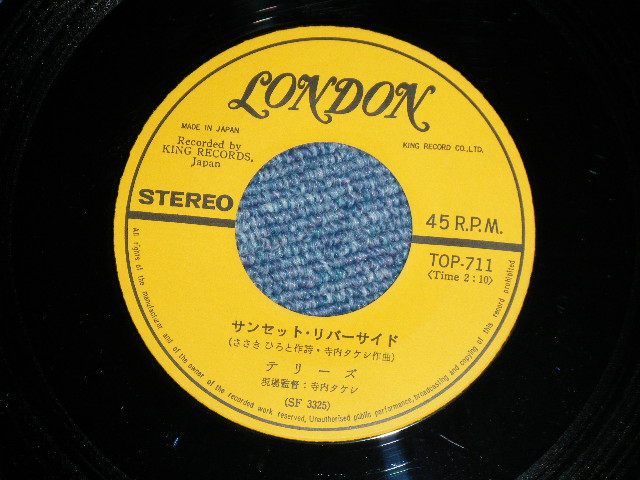 LONDON
MADE IN JAPAN
KING RECORD CO.,LTD.
Recorded by
KING RECORDS,
Japan
STEREO
45 R.P.M.
TOP-711
(Time 2:10)
サンセット・リバーサイド
(ささき ひろと作詩・寺内タケシ作曲)
テリーズ
現場監督:寺内タケシ
(SF 3325)
All rights of the manufacturer and of the owner of the recorded work reserved, Unauthorised public performance, broadcasting and copying of this record prohibited